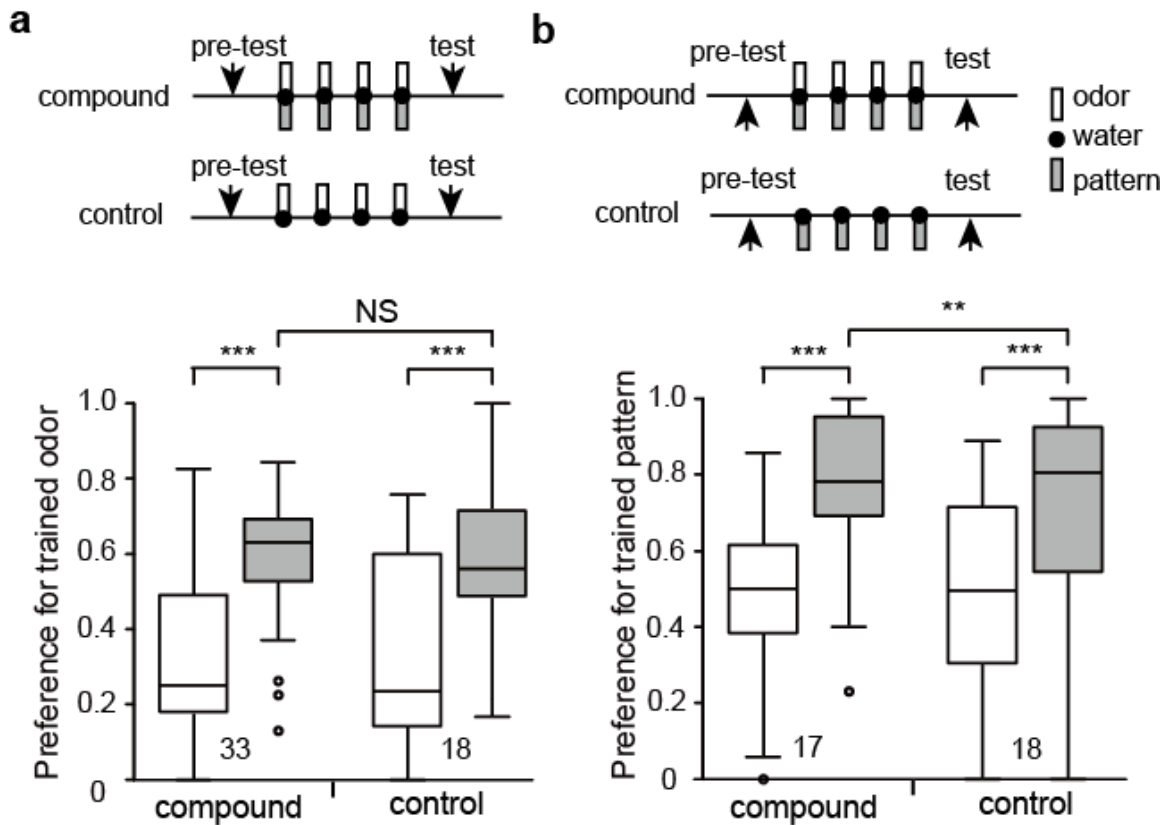 a
pre-test test
compound
pre-test test
control
NS
*** ***
Preference for trained odor
1.0
0.8
0.6
0.4
0.2
0
33 18
compound control
b
pre-test test
compound
pre-test test
control
odor
water
pattern
**
*** ***
Preference for trained pattern
1.0
0.8
0.6
0.4
0.2
0
17 18
compound control